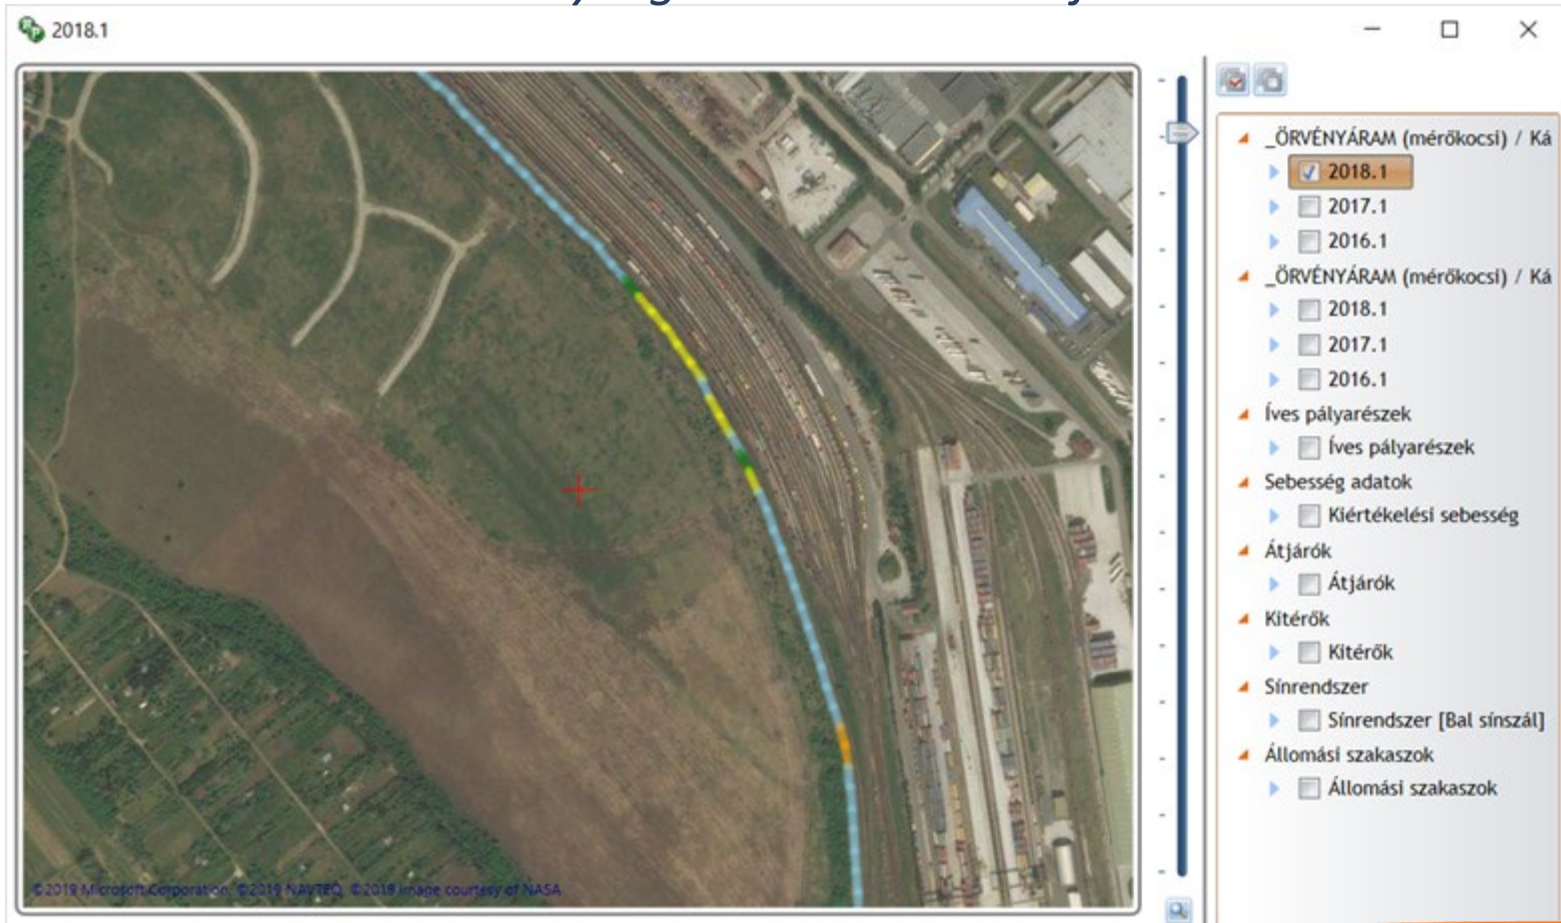 2018.1
_ÖRVÉNYÁRAM (mérőkocsi) / Ká
2018.1
2017.1
2016.1
_ÖRVÉNYÁRAM (mérőkocsi) / Ká
2018.1
2017.1
2016.1
Íves pályarészek
Íves pályarészek
Sebesség adatok
Kiértékelési sebesség
Átjárók
Átjárók
Kitérők
Kitérők
Sínrendszer
Sínrendszer [Bal sínszál]
Állomási szakaszok
Állomási szakaszok
©2019 Microsoft Corporation, ©2019 NAVTEQ, ©2019 Image courtesy of NASA